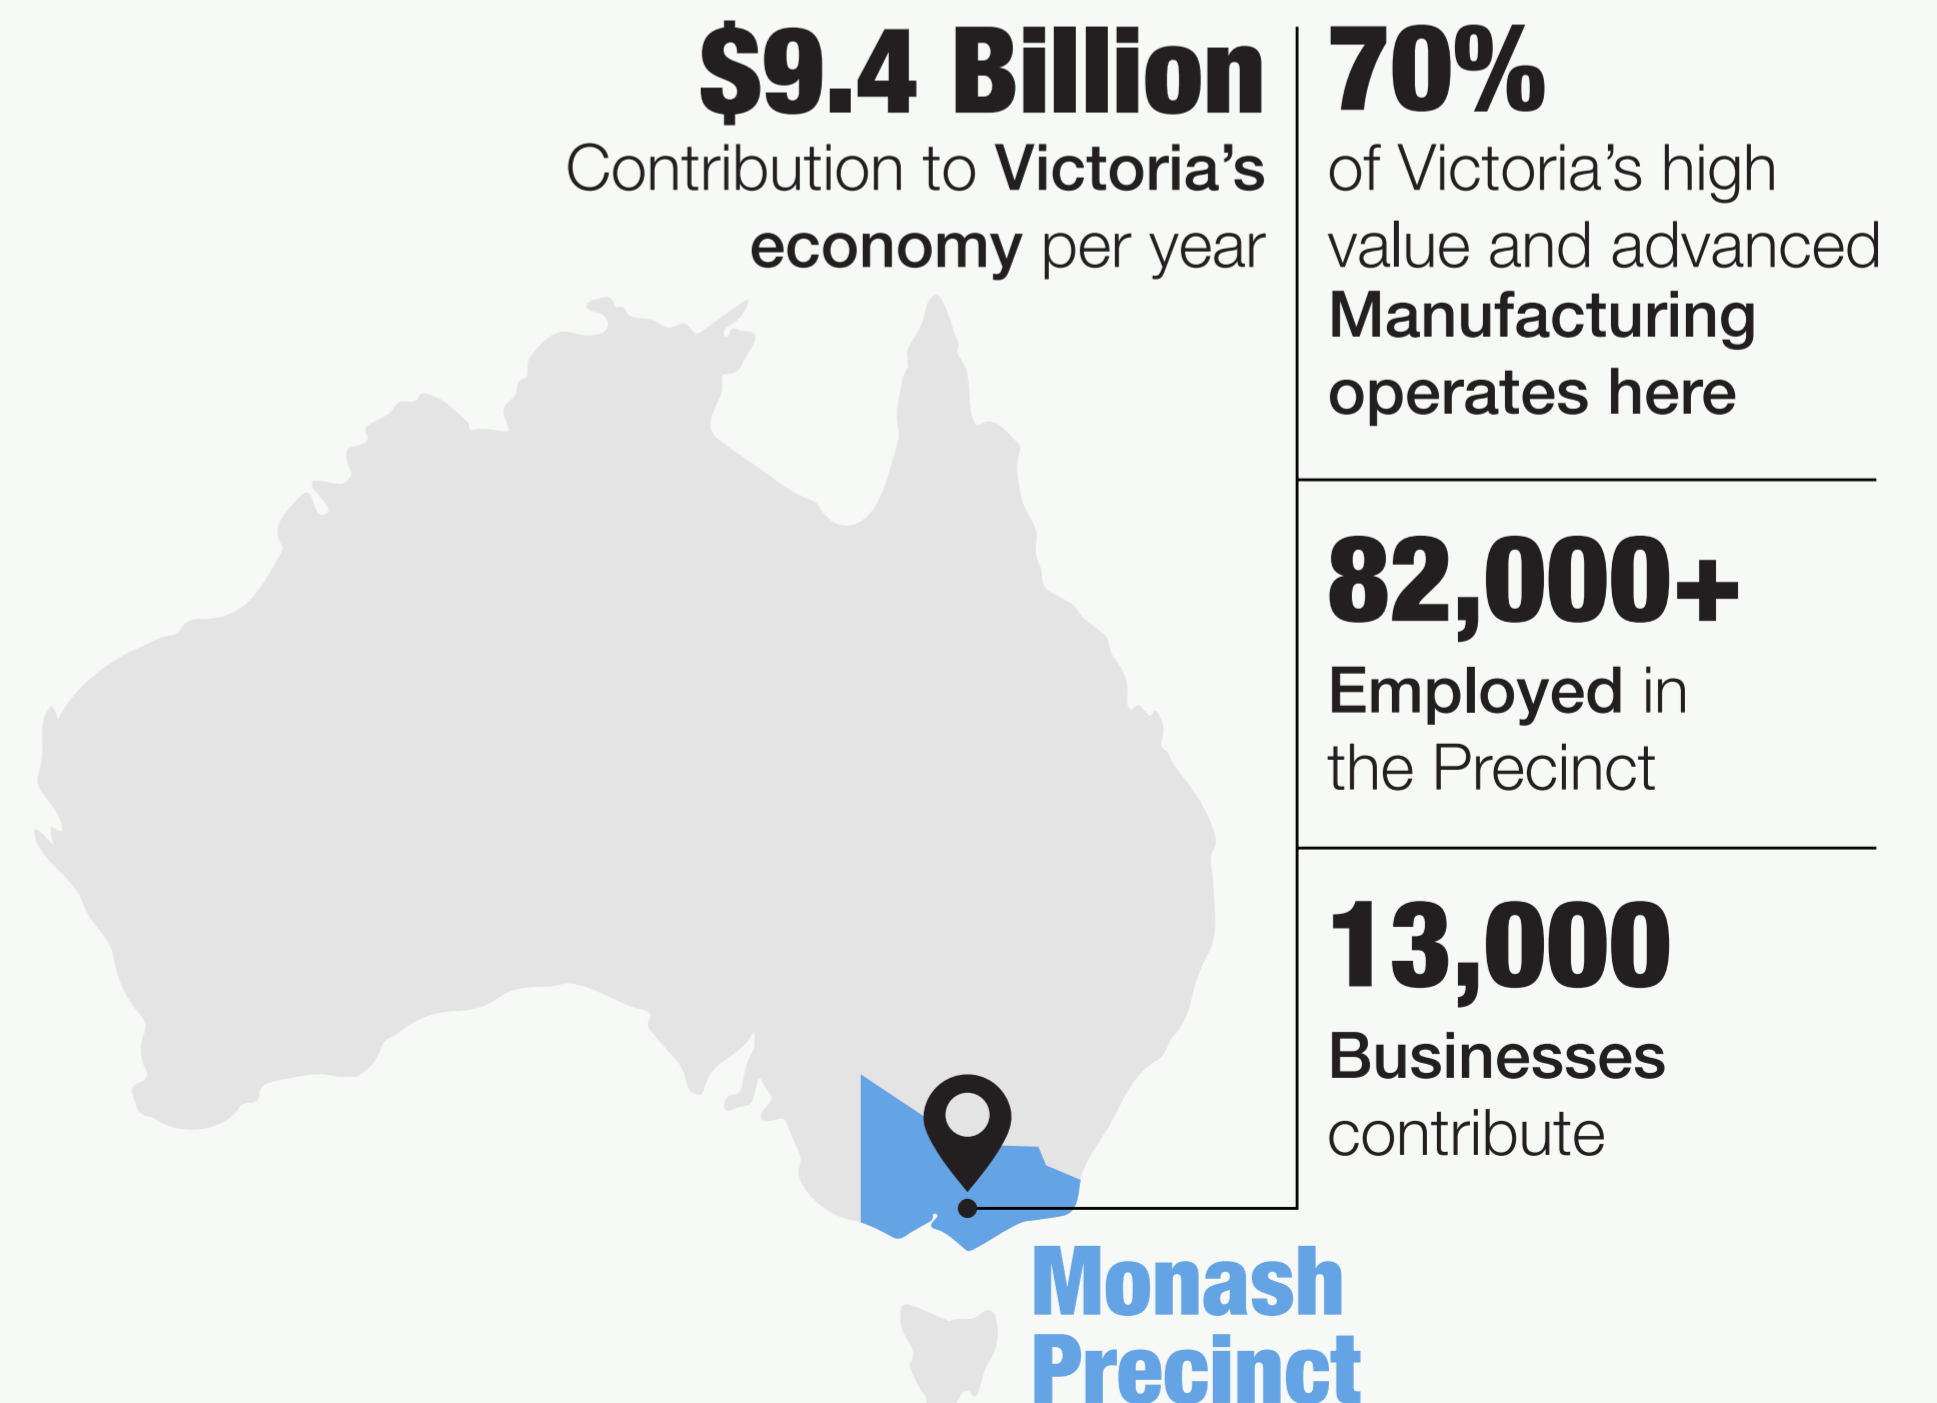 $9.4 Billion
Contribution to Victoria’s
economy per year
70%
of Victoria’s high
value and advanced
Manufacturing
operates here
82,000+
Employed in
the Precinct
13,000
Businesses
contribute
Monash
Precinct